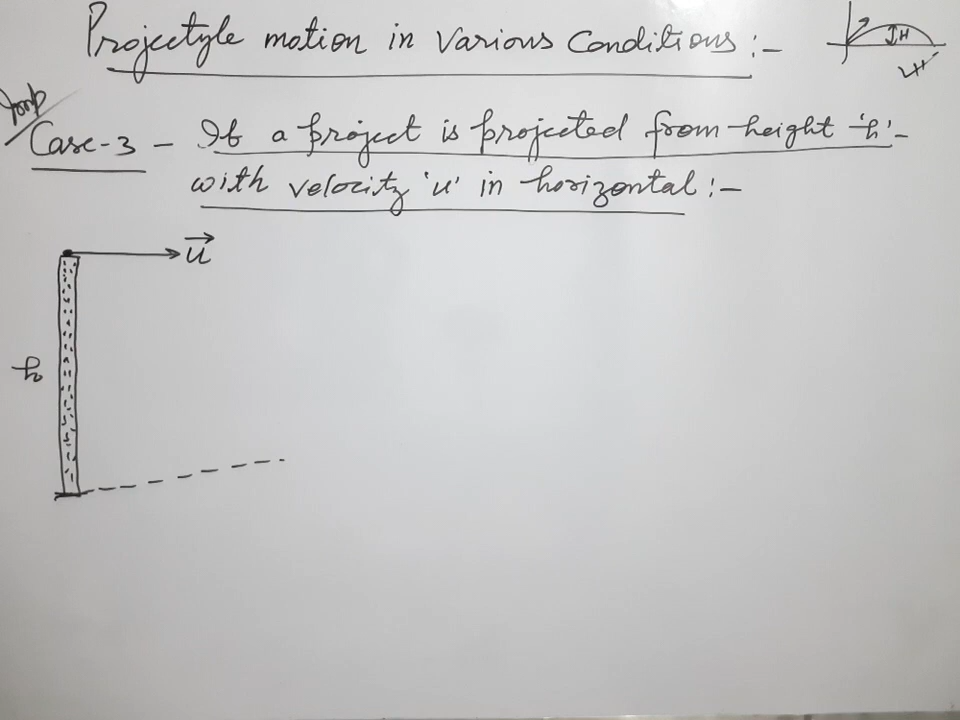 Projectyle motion in Various Conditions :-
Imp
Case-3 - If a project is projected from height 'h'-
with velocity 'u' in horizontal :-
u
h